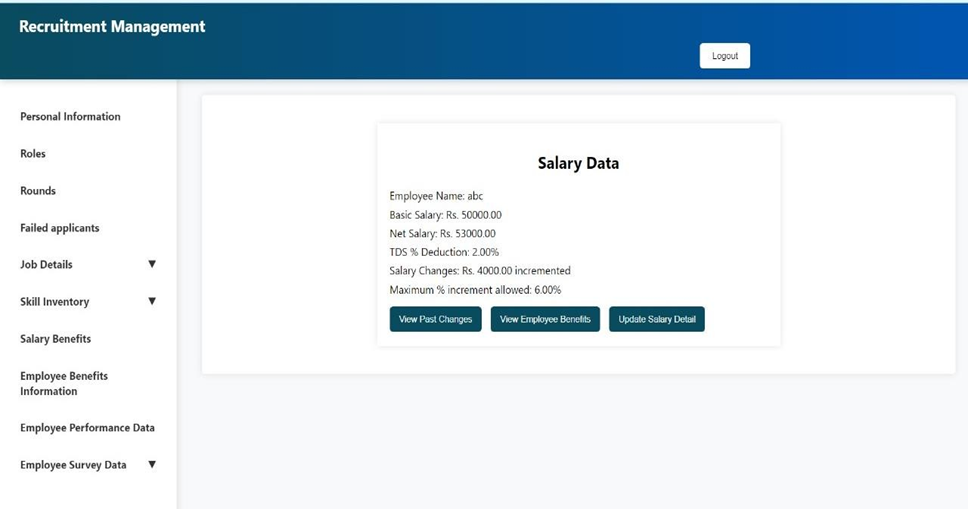 Recruitment Management
Logout
Personal Information
Roles
Rounds
Failed applicants
Job Details ▼
Skill Inventory ▼
Salary Benefits
Employee Benefits
Information
Employee Performance Data
Employee Survey Data ▼
Salary Data
Employee Name: abc
Basic Salary: Rs. 50000.00
Net Salary: Rs. 53000.00
TDS % Deduction: 2.00%
Salary Changes: Rs. 4000.00 incremented
Maximum % increment allowed: 6.00%
View Past Changes View Employee Benefits Update Salary Detail